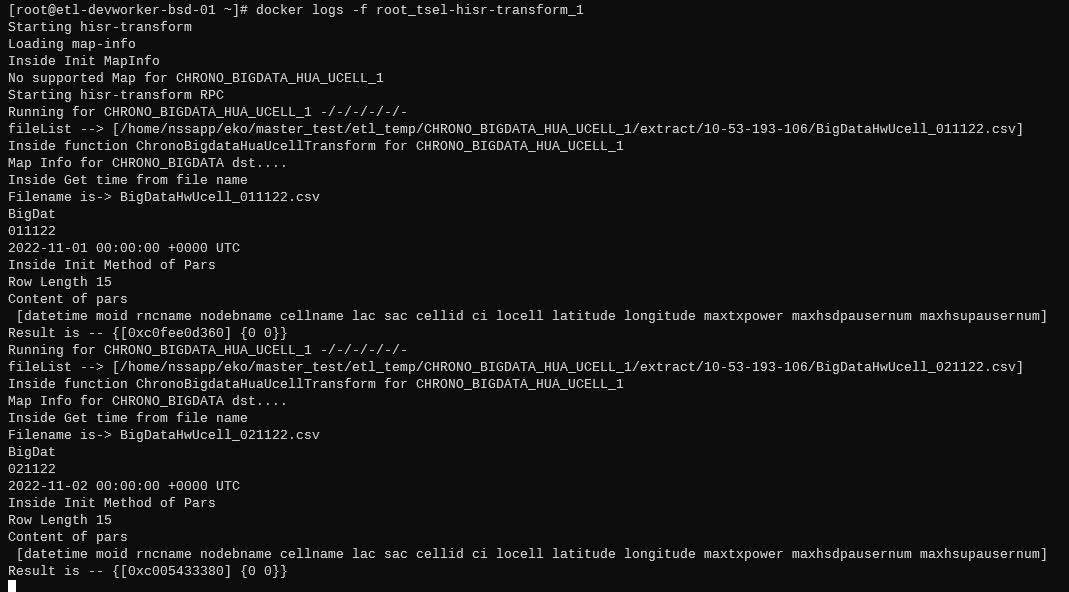 [root@etl-devworker-bsd-01 ~]# docker logs -f root_tsel-hisr-transform_1
Starting hisr-transform
Loading map-info
Inside Init MapInfo
No supported Map for CHRONO_BIGDATA_HUA_UCELL_1
Starting hisr-transform RPC
Running for CHRONO_BIGDATA_HUA_UCELL_1 -/-/-/-/-/-
fileList --> [/home/nssapp/eko/master_test/etl_temp/CHRONO_BIGDATA_HUA_UCELL_1/extract/10-53-193-106/BigDataHwUcell_011122.csv]
Inside function ChronoBigdataHuaUcellTransform for CHRONO_BIGDATA_HUA_UCELL_1
Map Info for CHRONO_BIGDATA dst....
Inside Get time from file name
Filename is-> BigDataHwUcell_011122.csv
BigDat
011122
2022-11-01 00:00:00 +0000 UTC
Inside Init Method of Pars
Row Length 15
Content of pars
 [datetime moid rncname nodebname cellname lac sac cellid ci locell latitude longitude maxtxpower maxhsdpausernum maxhsupausernum]
Result is -- {[0xc0fee0d360] {0 0}}
Running for CHRONO_BIGDATA_HUA_UCELL_1 -/-/-/-/-/-
fileList --> [/home/nssapp/eko/master_test/etl_temp/CHRONO_BIGDATA_HUA_UCELL_1/extract/10-53-193-106/BigDataHwUcell_021122.csv]
Inside function ChronoBigdataHuaUcellTransform for CHRONO_BIGDATA_HUA_UCELL_1
Map Info for CHRONO_BIGDATA dst....
Inside Get time from file name
Filename is-> BigDataHwUcell_021122.csv
BigDat
021122
2022-11-02 00:00:00 +0000 UTC
Inside Init Method of Pars
Row Length 15
Content of pars
 [datetime moid rncname nodebname cellname lac sac cellid ci locell latitude longitude maxtxpower maxhsdpausernum maxhsupausernum]
Result is -- {[0xc005433380] {0 0}}